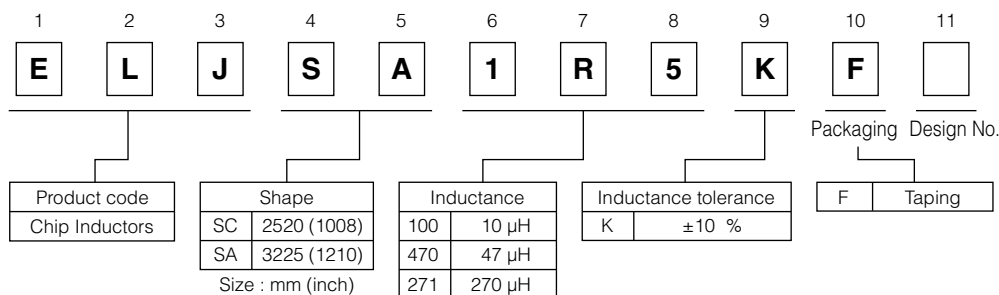 1 2 3 4 5 6 7 8 9 10 11
E L J S A 1 R 5 K F
Packaging Design No.
Product code
Chip Inductors
Shape
SC 2520 (1008)
SA 3225 (1210)
Size : mm (inch)
Inductance
100 10 µH
470 47 µH
271 270 µH
Inductance tolerance
K ±10 %
F Taping